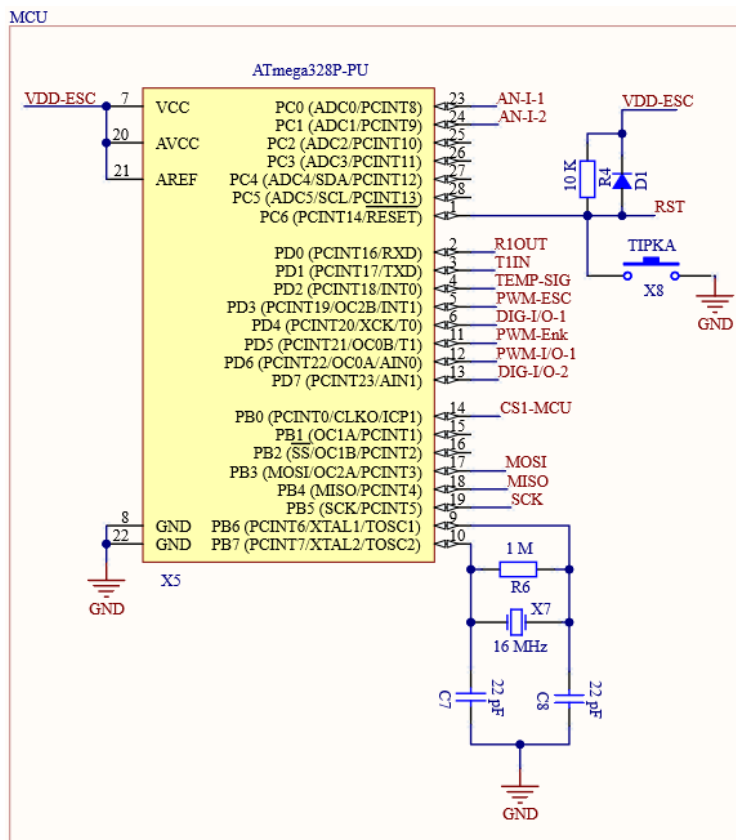 MCU
ATmega328P-PU
VDD-ESC
7 VCC
20 AVCC
21 AREF
8 GND
22 GND
GND
X5
PC0 (ADC0/PCINT8) 23 AN-I-1
PC1 (ADC1/PCINT9) 24 AN-I-2
PC2 (ADC2/PCINT10) 25
PC3 (ADC3/PCINT11) 26
PC4 (ADC4/SDA/PCINT12) 27
PC5 (ADC5/SCL/PCINT13) 28
PC6 (PCINT14/RESET) 1
PD0 (PCINT16/RXD) 2 R1OUT
PD1 (PCINT17/TXD) 3 T1IN
PD2 (PCINT18/INT0) 4 TEMP-SIG
PD3 (PCINT19/OC2B/INT1) 5 PWM-ESC
PD4 (PCINT20/XCK/T0) 6 DIG-I/O-1
PD5 (PCINT21/OC0B/T1) 11 PWM-Enk
PD6 (PCINT22/OC0A/AIN0) 12 PWM-I/O-1
PD7 (PCINT23/AIN1) 13 DIG-I/O-2
PB0 (PCINT0/CLKO/ICP1) 14 CS1-MCU
PB1 (OC1A/PCINT1) 15
PB2 (SS/OC1B/PCINT2) 16
PB3 (MOSI/OC2A/PCINT3) 17 MOSI
PB4 (MISO/PCINT4) 18 MISO
PB5 (SCK/PCINT5) 19 SCK
PB6 (PCINT6/XTAL1/TOSC1) 9
PB7 (PCINT7/XTAL2/TOSC2) 10
VDD-ESC
10 K
R4
D1
RST
TIPKA
X8
GND
1 M
R6
X7
16 MHz
C7
22 pF
C8
22 pF
GND